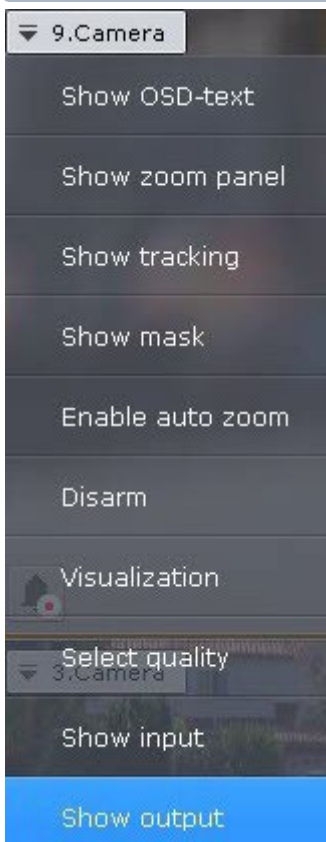 9.Camera
Show OSD-text
Show zoom panel
Show tracking
Show mask
Enable auto zoom
Disarm
Visualization
Select quality
3.Camera
Show input
Show output